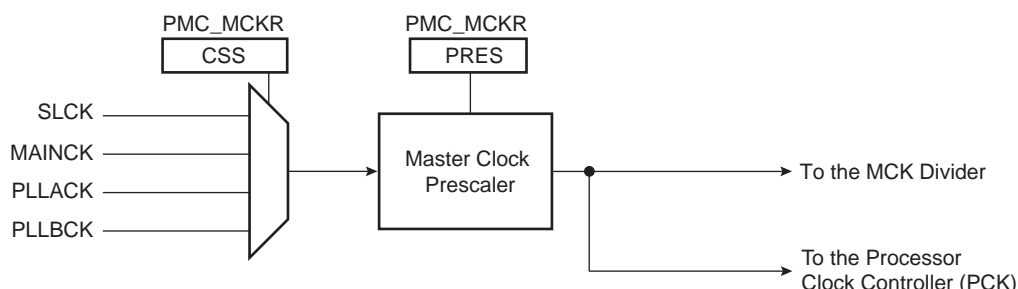 PMC_MCKR
CSS
PMC_MCKR
PRES
SLCK
MAINCK
PLLACK
PLLBCK
Master Clock
Prescaler
To the MCK Divider
To the Processor
Clock Controller (PCK)